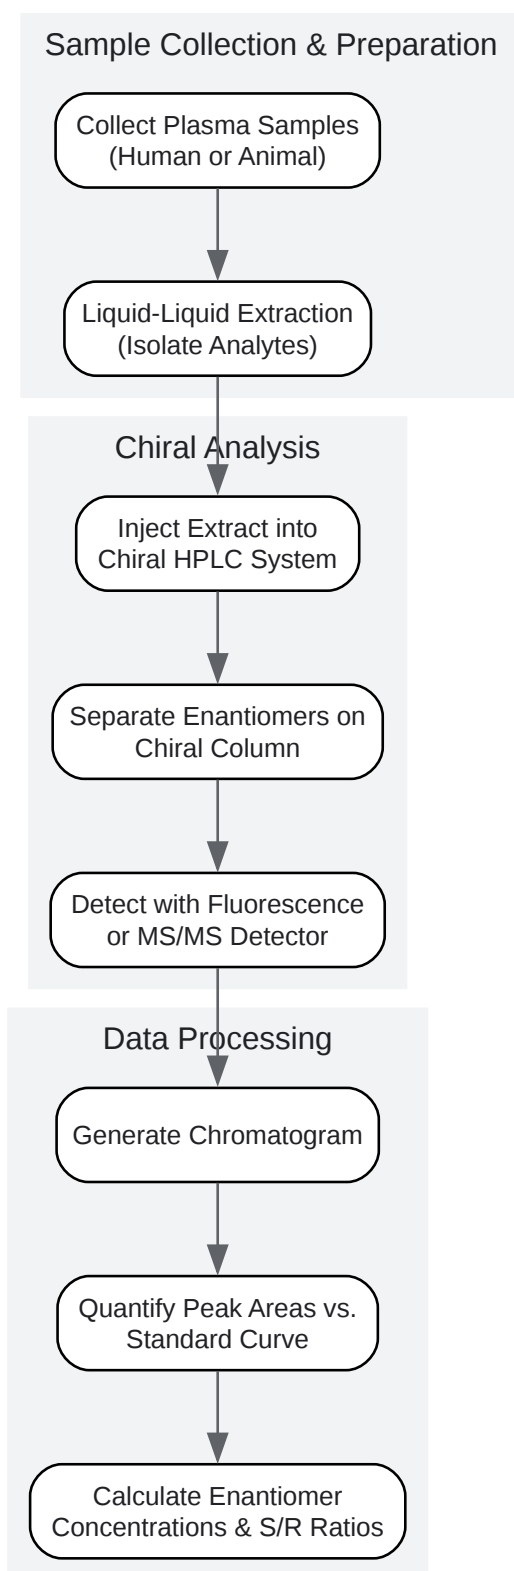 Sample Collection & Preparation
Collect Plasma Samples
(Human or Animal)
Liquid-Liquid Extraction
(Isolate Analytes)
Chiral Analysis
Inject Extract into
Chiral HPLC System
Separate Enantiomers on
Chiral Column
Detect with Fluorescence
or MS/MS Detector
Data Processing
Generate Chromatogram
Quantify Peak Areas vs.
Standard Curve
Calculate Enantiomer
Concentrations & S/R Ratios